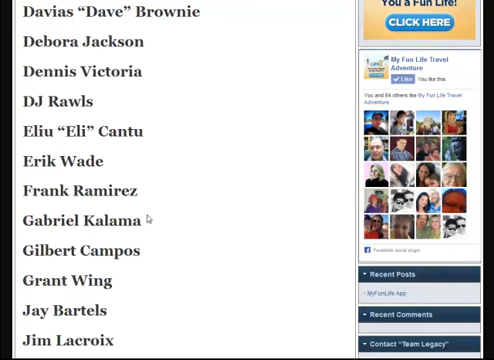 Davias “Dave” Brownie
Debora Jackson
Dennis Victoria
DJ Rawls
Eliu “Eli” Cantu
Erik Wade
Frank Ramirez
Gabriel Kalama
Gilbert Campos
Grant Wing
Jay Bartels
Jim Lacroix
You a Fun Life!
CLICK HERE
My Fun Life Travel
Adventure
Like You like this.
You and 64 others like My Fun Life Travel
Adventure.
Facebook social plugin
Recent Posts
MyFunLife App
Recent Comments
Contact “Team Legacy”